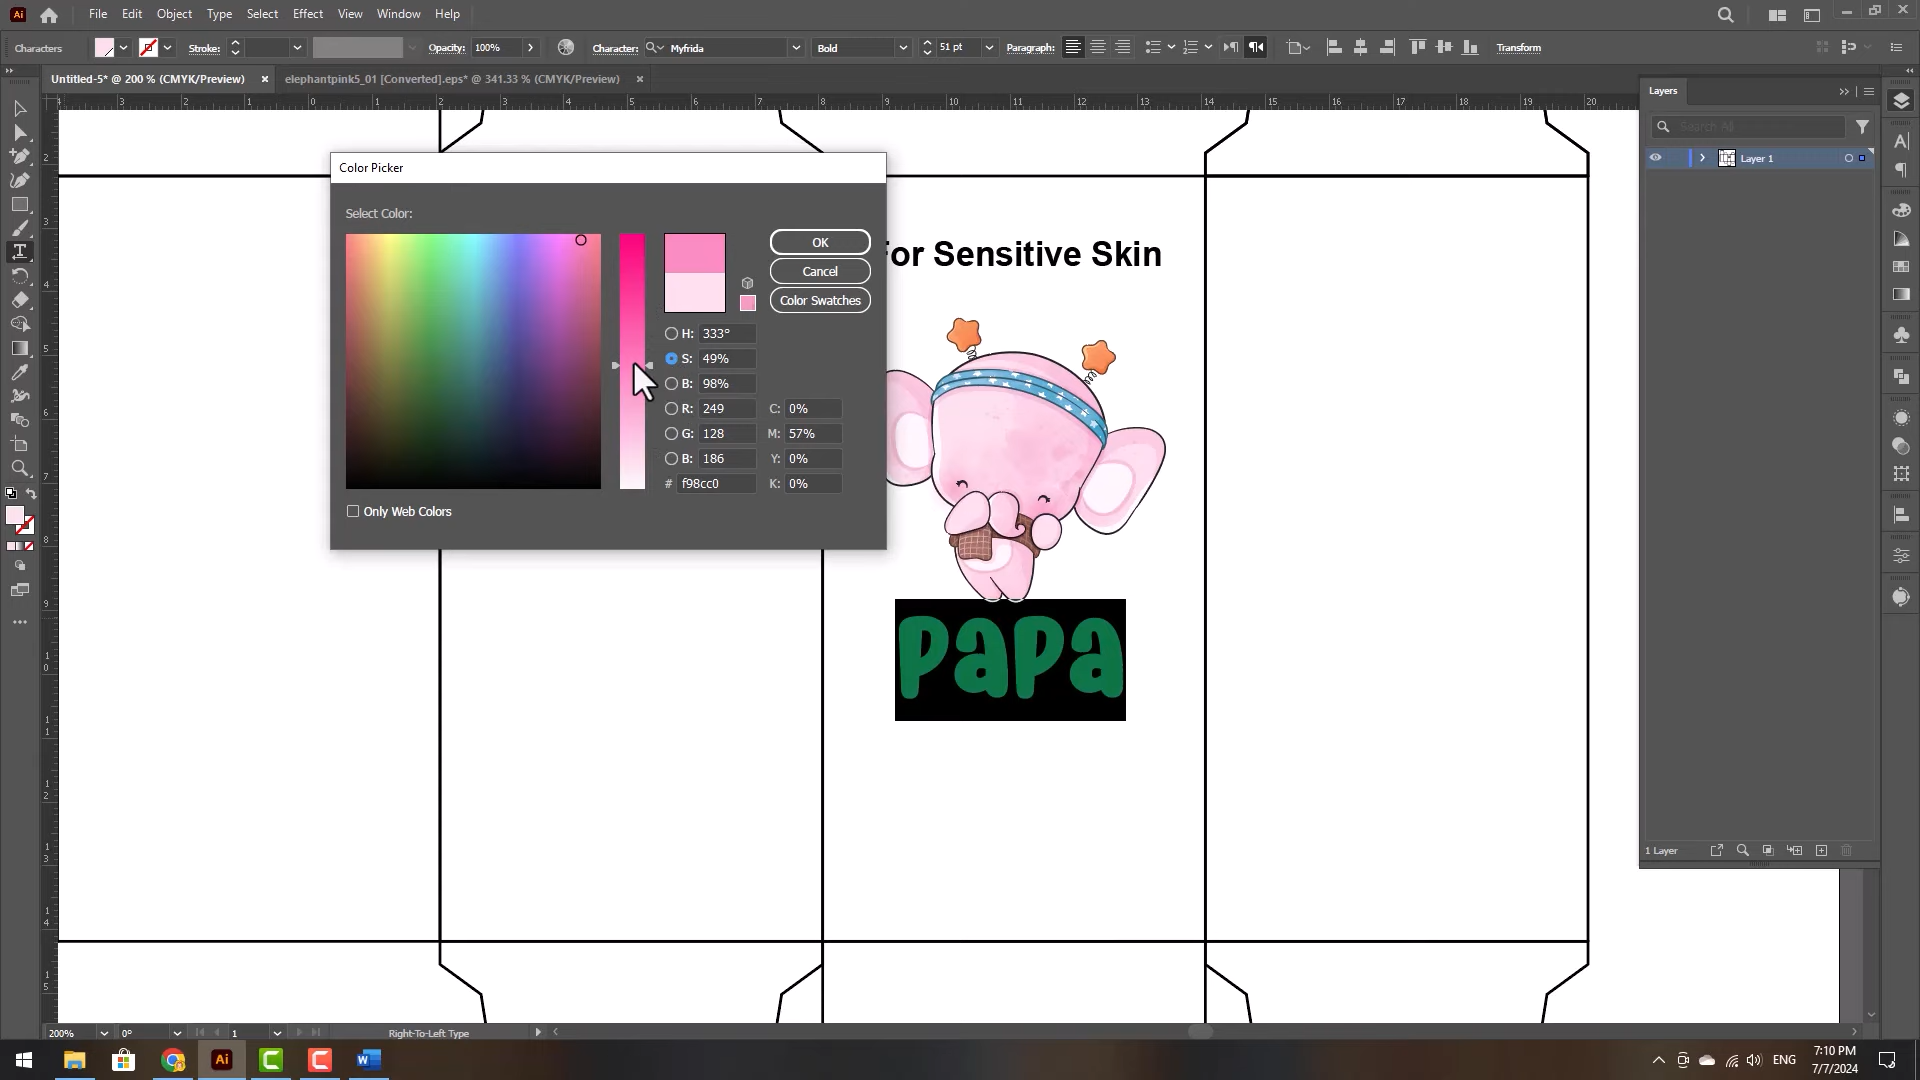 Ai File Edit Object Type Select Effect View Window Help
Characters Stroke: Opacity: 100% Character: Myfrida Bold 51 pt Paragraph: Transform
Untitled-5* @ 200 % (CMYK/Preview) elephantpink5_01 [Converted].eps* @ 341.33 % (CMYK/Preview)
Layers
Search All
Layer 1
Color Picker
Select Color:
OK
Cancel
Color Swatches
H: 333°
S: 49%
B: 98%
R: 249 C: 0%
G: 128 M: 57%
B: 186 Y: 0%
# f98cc0 K: 0%
Only Web Colors
For Sensitive Skin
PaPa
1 Layer
200% 0° 1 Right-To-Left Type
ENG
7:10 PM
7/7/2024